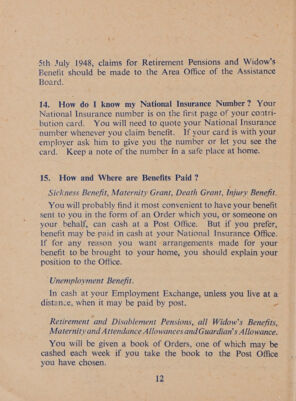 5th July 1948, claims for Retirement Pensions and Widow's
Benefit should be made to the Area Office of the Assistance
Board.
14. How do I know my National Insurance Number? Your
National Insurance number is on the first page of your contri-
bution card. You will need to quote your National Insurance
number whenever you claim benefit. If your card is with your
employer ask him to give you the number or let you see the
card. Keep a note of the number in a safe place at home.
15. How and Where are Benefits Paid?
Sickness Benefit, Maternity Grant, Death Grant, Injury Benefit.
You will probably find it most convenient to have your benefit
sent to you in the form of an Order which you, or someone on
your behalf, can cash at a Post Office. But if you prefer,
benefit may be paid in cash at your National Insurance Office.
If for any reason you want arrangements made for your
benefit to be brought to your home, you should explain your
position to the Office.
Unemployment Benefit.
In cash at your Employment Exchange, unless you live at a
distance, when it may be paid by post.
Retirement and Disablement Pensions, all Widow's Benefits,
Maternity and Attendance Allowances and Guardian's Allowance.
You will be given a book of Orders, one of which may be
cashed each week if you take the book to the Post Office
you have chosen.
12